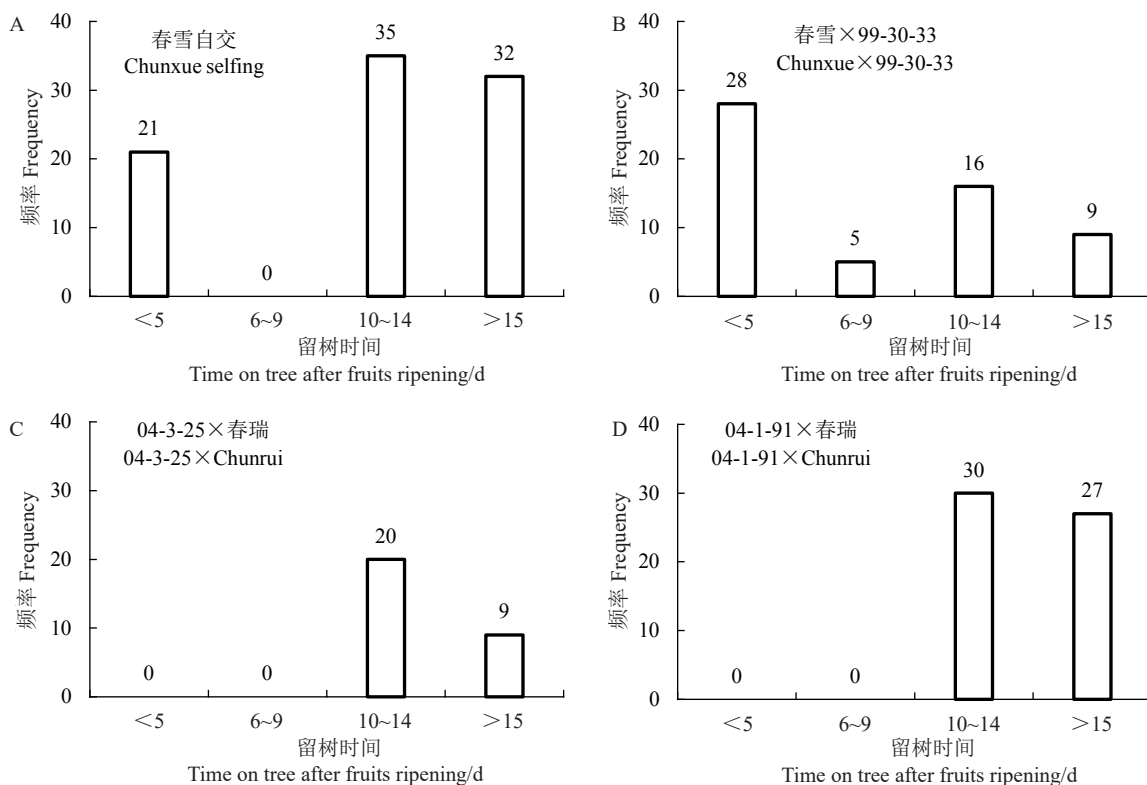 A
春雪自交
Chunxue selfing
频率 Frequency
40
30
20
10
0
21
0
35
32
<5
6~9
10~14
>15
留树时间
Time on tree after fruits ripening/d
B
春雪×99-30-33
Chunxue×99-30-33
频率 Frequency
40
30
20
10
0
28
5
16
9
<5
6~9
10~14
>15
留树时间
Time on tree after fruits ripening/d
C
04-3-25×春瑞
04-3-25×Chunrui
频率 Frequency
40
30
20
10
0
0
0
20
9
<5
6~9
10~14
>15
留树时间
Time on tree after fruits ripening/d
D
04-1-91×春瑞
04-1-91×Chunrui
频率 Frequency
40
30
20
10
0
0
0
30
27
<5
6~9
10~14
>15
留树时间
Time on tree after fruits ripening/d